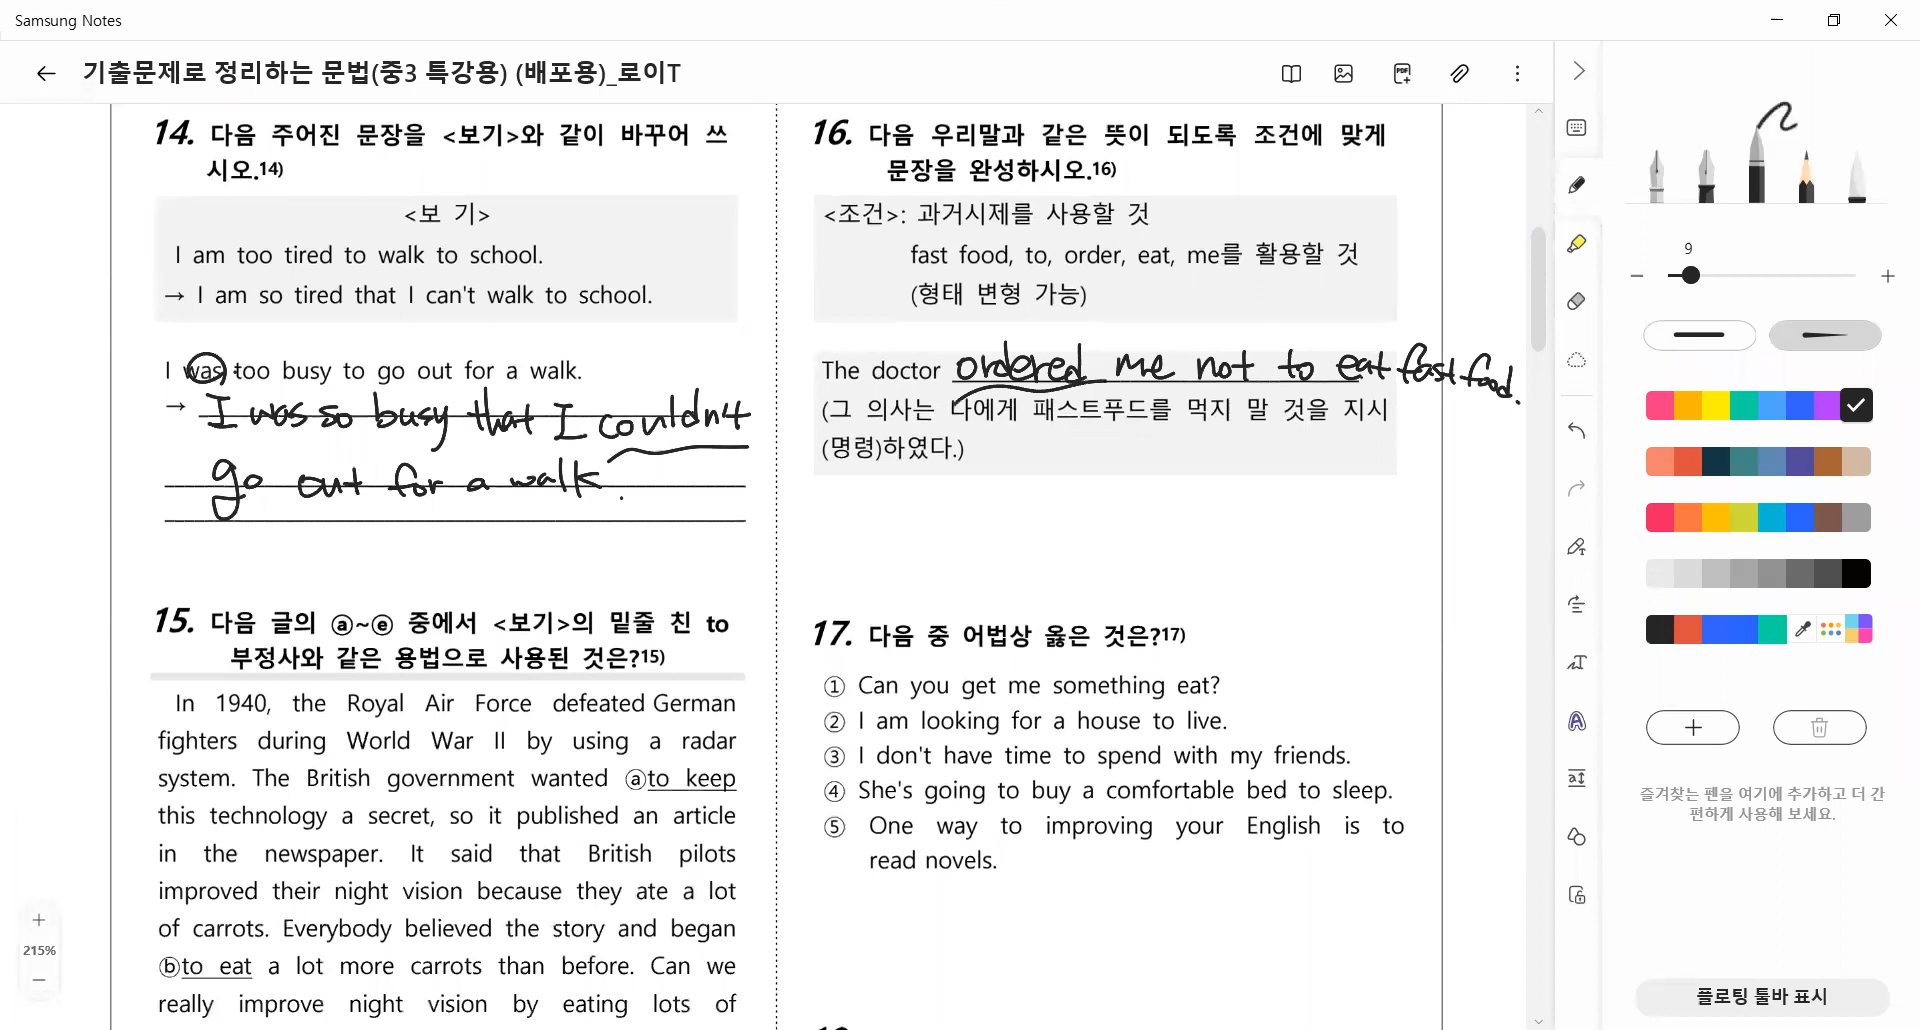 Samsung Notes
기출문제로 정리하는 문법(중3 특강용) (배포용)_로이T
14. 다음 주어진 문장을 <보기>와 같이 바꾸어 쓰
시오.14)
<보 기>
I am too tired to walk to school.
→ I am so tired that I can't walk to school.
I was too busy to go out for a walk.
→ I was so busy that I couldn't
go out for a walk.
15. 다음 글의 ⓐ~ⓔ 중에서 <보기>의 밑줄 친 to
부정사와 같은 용법으로 사용된 것은?15)
In 1940, the Royal Air Force defeated German
fighters during World War II by using a radar
system. The British government wanted ⓐto keep
this technology a secret, so it published an article
in the newspaper. It said that British pilots
improved their night vision because they ate a lot
of carrots. Everybody believed the story and began
ⓑto eat a lot more carrots than before. Can we
really improve night vision by eating lots of
16. 다음 우리말과 같은 뜻이 되도록 조건에 맞게
문장을 완성하시오.16)
<조건>: 과거시제를 사용할 것
fast food, to, order, eat, me를 활용할 것
(형태 변형 가능)
The doctor ordered me not to eat fast food.
(그 의사는 나에게 패스트푸드를 먹지 말 것을 지시
(명령)하였다.)
17. 다음 중 어법상 옳은 것은?17)
① Can you get me something eat?
② I am looking for a house to live.
③ I don't have time to spend with my friends.
④ She's going to buy a comfortable bed to sleep.
⑤ One way to improving your English is to
read novels.
215%
9
즐겨찾는 펜을 여기에 추가하고 더 간
편하게 사용해 보세요.
플로팅 툴바 표시